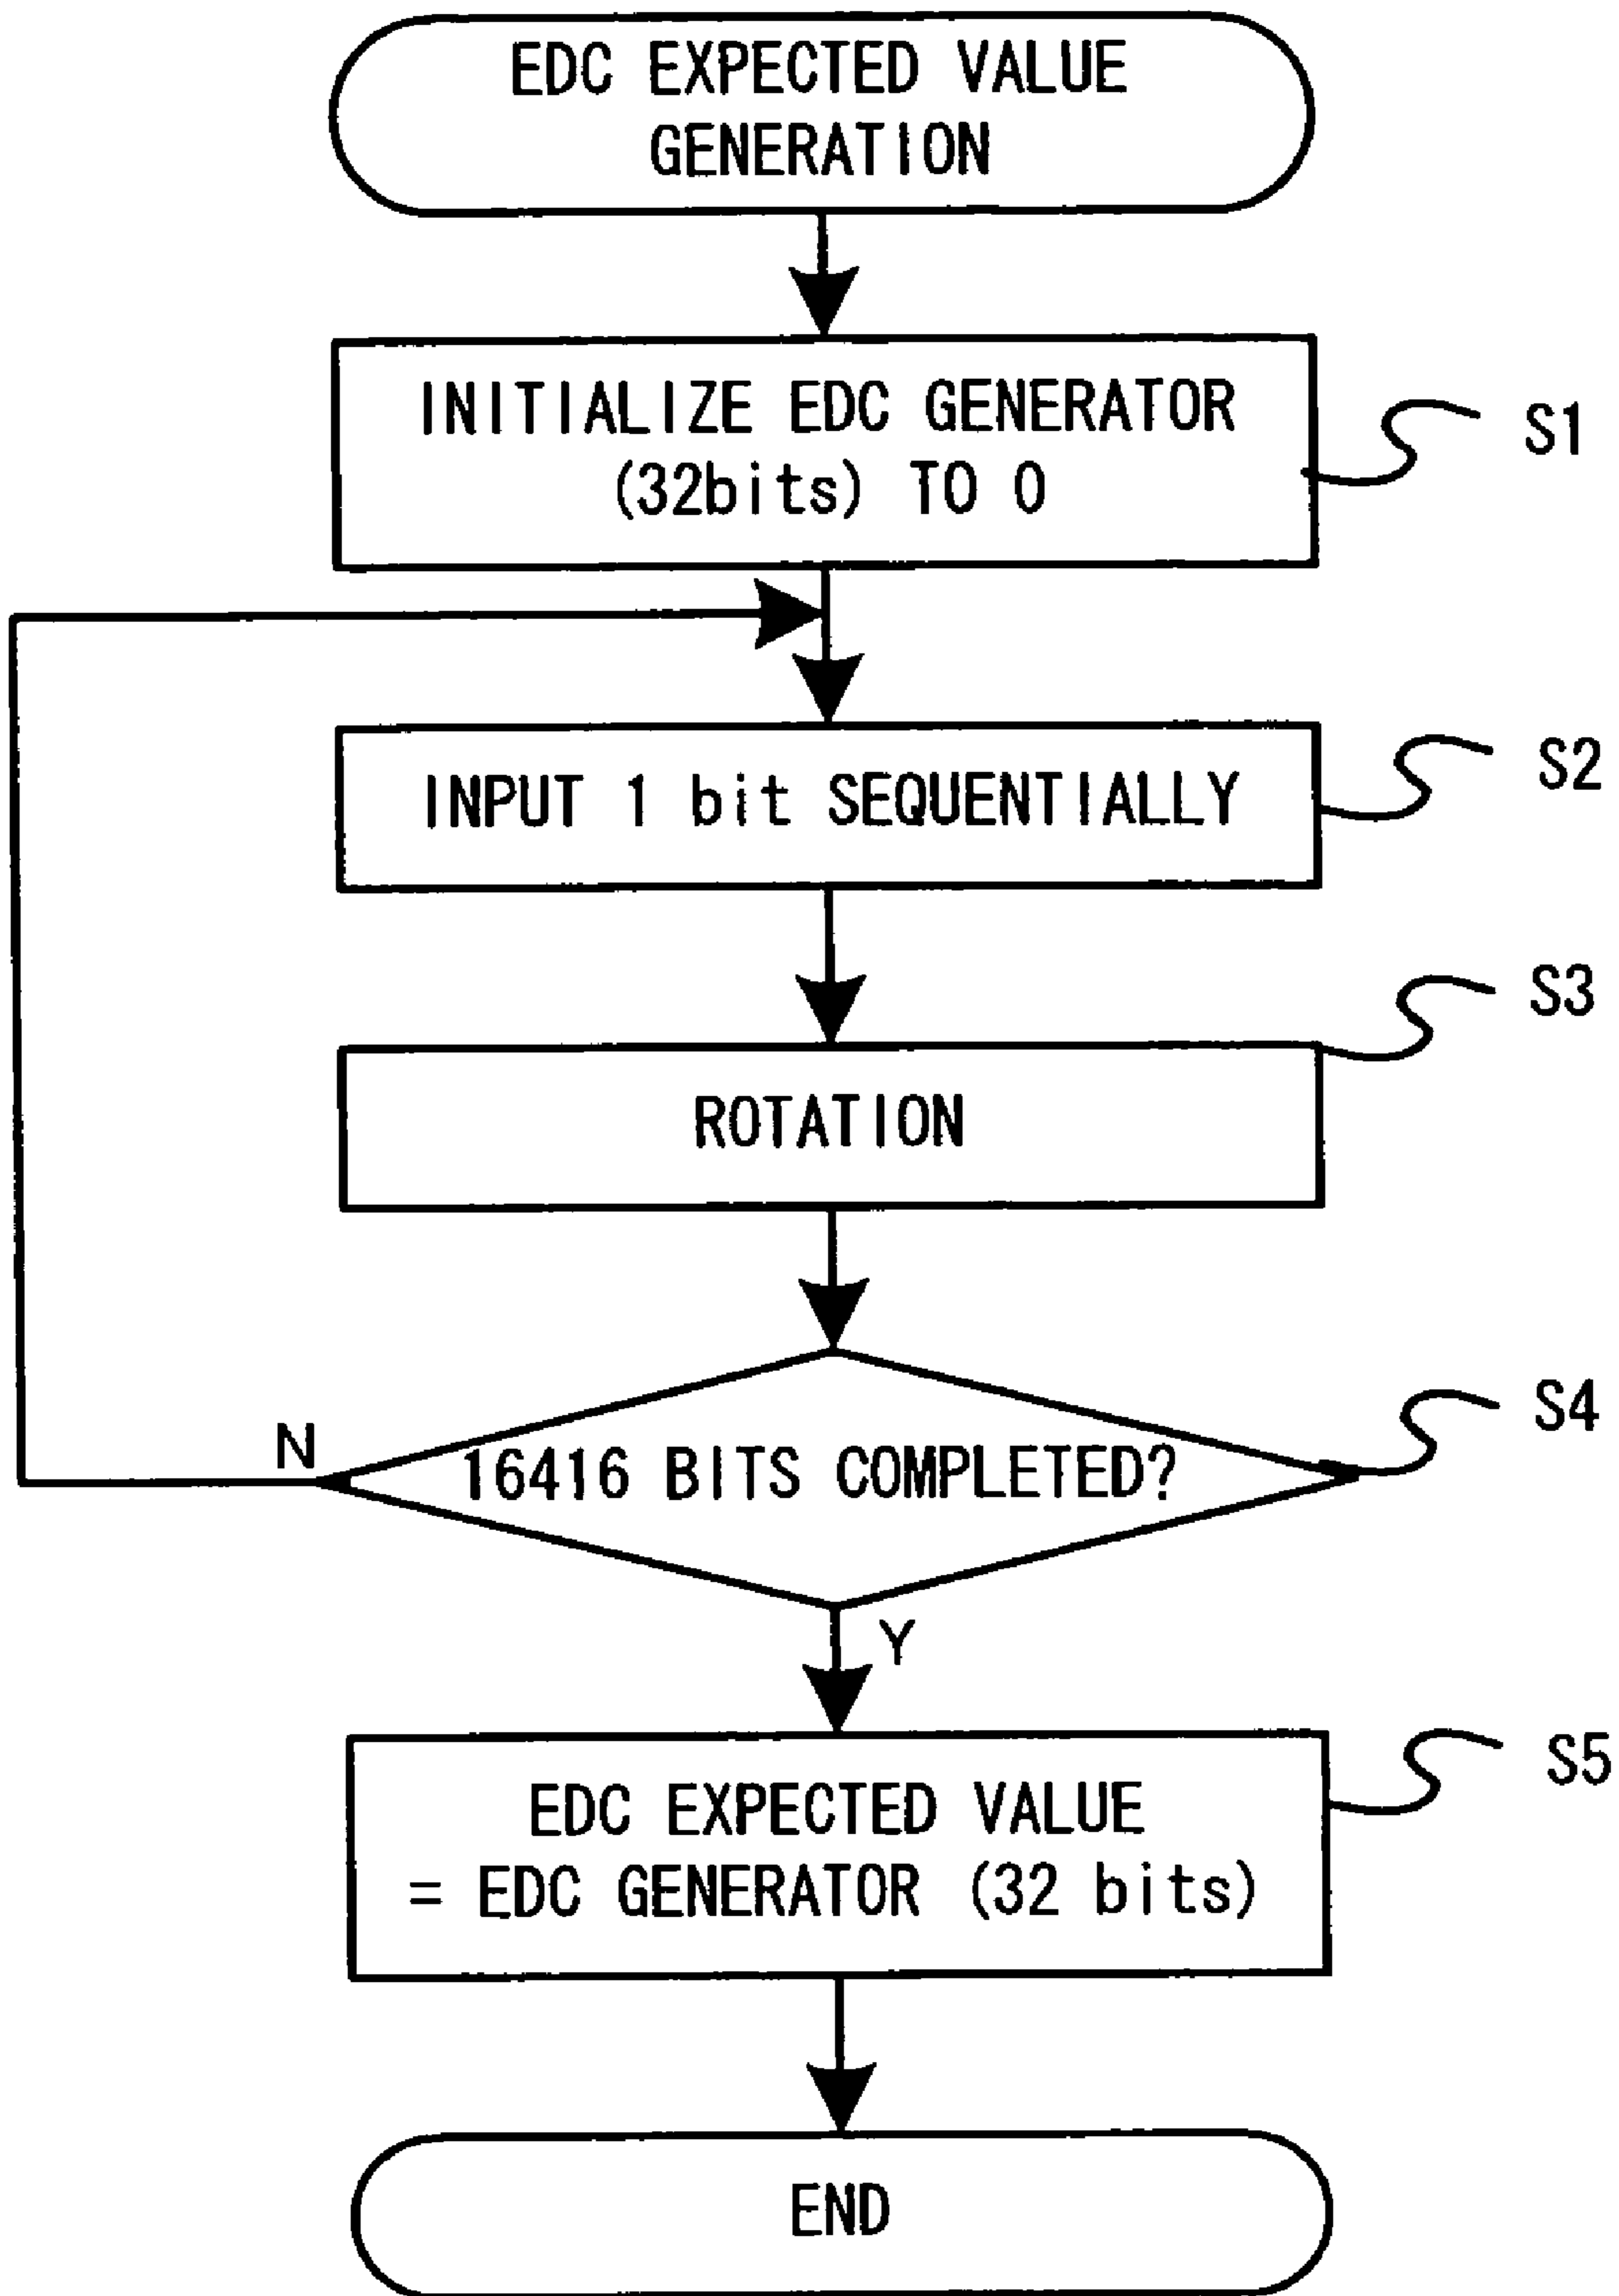 EDC EXPECTED VALUE
GENERATION
INITIALIZE EDC GENERATOR
(32bits) TO 0
S1
INPUT 1 bit SEQUENTIALLY
S2
ROTATION
S3
16416 BITS COMPLETED?
S4
N
Y
EDC EXPECTED VALUE
= EDC GENERATOR (32 bits)
S5
END